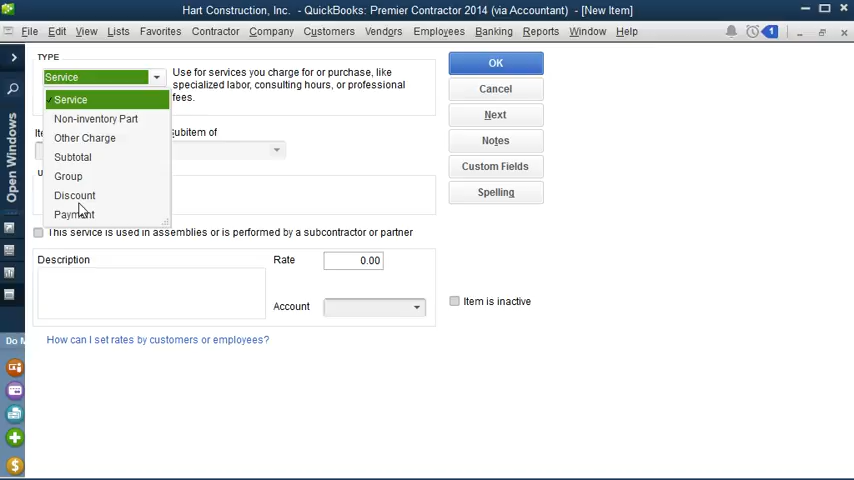 Hart Construction, Inc. - QuickBooks: Premier Contractor 2014 (via Accountant) - [New Item]
File Edit View Lists Favorites Contractor Company Customers Vendors Employees Banking Reports Window Help 1
TYPE
Service
Use for services you charge for or purchase, like
specialized labor, consulting hours, or professional
fees.
Service
Non-inventory Part
Other Charge
Subtotal
Group
Discount
Payment
Subitem of
This service is used in assemblies or is performed by a subcontractor or partner
Description
Rate 0.00
Account
How can I set rates by customers or employees?
OK
Cancel
Next
Notes
Custom Fields
Spelling
Item is inactive
Open Windows
$